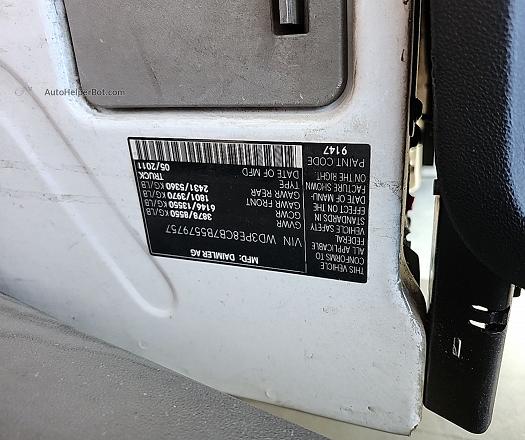 AutoHelperBot.com
MFD: DAIMLER AG
VIN WD3PE8CB7B5579757
GVWR 3878/8550 KG/LB
GCWR 6146/13550 KG/LB
GAWR FRONT 1801/3970 KG/LB
GAWR REAR 2431/5360 KG/LB
TYPE TRUCK
DATE OF MFD 05/2011
THIS VEHICLE
ALL APPLICABLE
FEDERAL
VEHICLE SAFETY
STANDARDS IN
EFFECT ON THE
DATE OF MANU-
FACTURE SHOWN
ON THE RIGHT.
PAINT CODE
9147